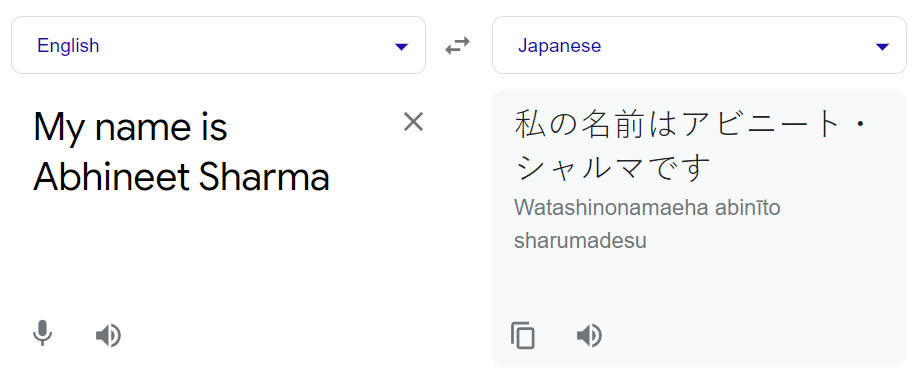 English
Japanese
My name is
Abhineet Sharma
私の名前はアビニート・
シャルマです
Watashinonamaeha abinīto
sharumadesu